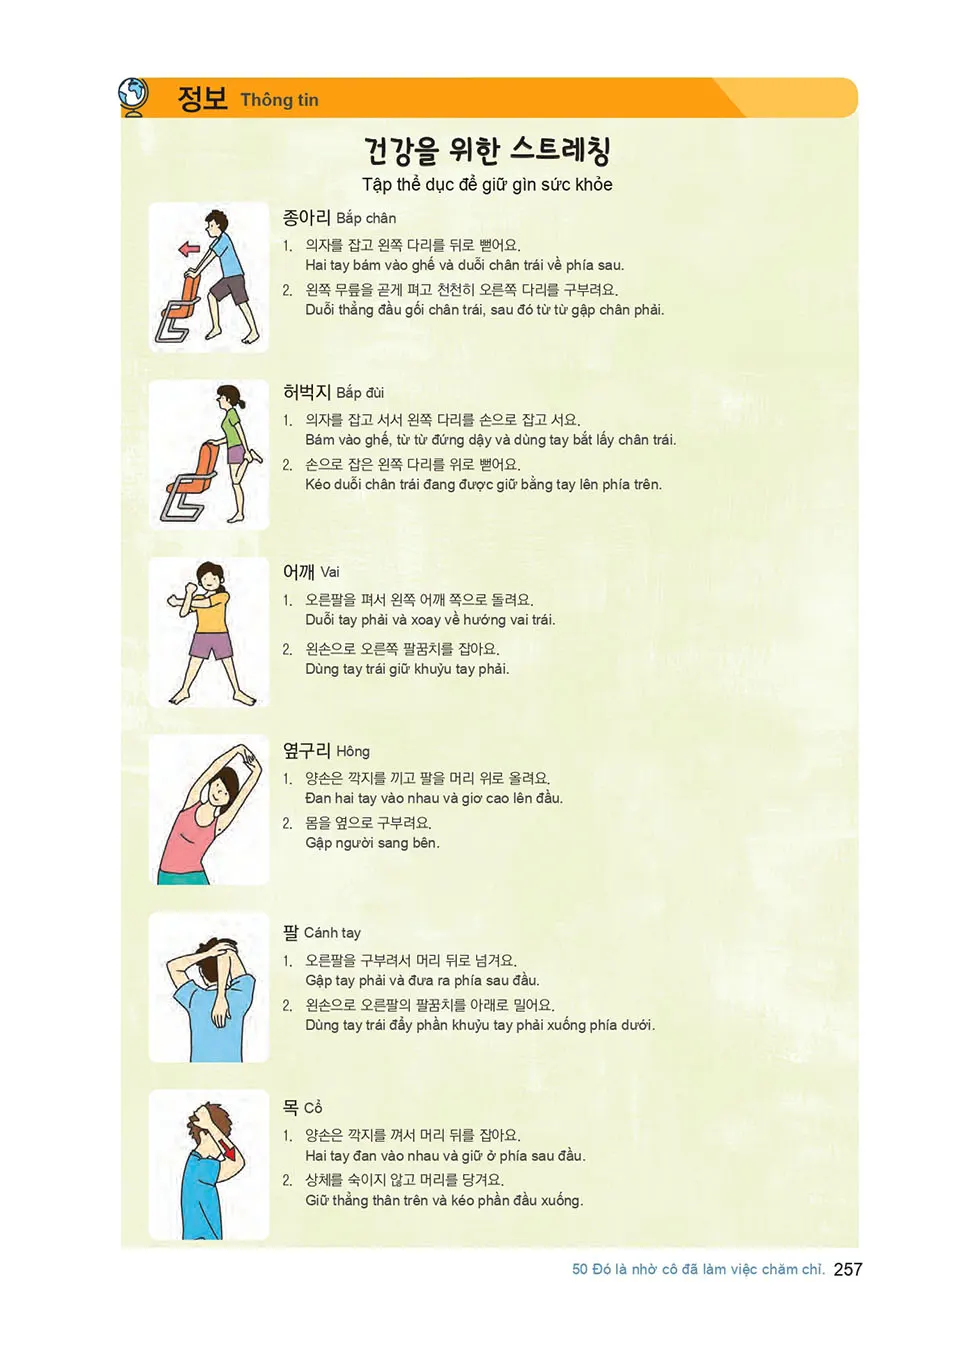 정보 Thông tin
건강을 위한 스트레칭
Tập thể dục để giữ gìn sức khỏe
종아리 Bắp chân
1. 의자를 잡고 왼쪽 다리를 뒤로 뻗어요.
Hai tay bám vào ghế và duỗi chân trái về phía sau.
2. 왼쪽 무릎을 곧게 펴고 천천히 오른쪽 다리를 구부려요.
Duỗi thẳng đầu gối chân trái, sau đó từ từ gập chân phải.
허벅지 Bắp đùi
1. 의자를 잡고 서서 왼쪽 다리를 손으로 잡고 서요.
Bám vào ghế, từ từ đứng dậy và dùng tay bắt lấy chân trái.
2. 손으로 잡은 왼쪽 다리를 위로 뻗어요.
Kéo duỗi chân trái đang được giữ bằng tay lên phía trên.
어깨 Vai
1. 오른팔을 펴서 왼쪽 어깨 쪽으로 돌려요.
Duỗi tay phải và xoay về hướng vai trái.
2. 왼손으로 오른쪽 팔꿈치를 잡아요.
Dùng tay trái giữ khuỷu tay phải.
옆구리 Hông
1. 양손은 깍지를 끼고 팔을 머리 위로 올려요.
Đan hai tay vào nhau và giơ cao lên đầu.
2. 몸을 옆으로 구부려요.
Gập người sang bên.
팔 Cánh tay
1. 오른팔을 구부려서 머리 뒤로 넘겨요.
Gập tay phải và đưa ra phía sau đầu.
2. 왼손으로 오른팔의 팔꿈치를 아래로 밀어요.
Dùng tay trái đẩy phần khuỷu tay phải xuống phía dưới.
목 Cổ
1. 양손은 깍지를 껴서 머리 뒤를 잡아요.
Hai tay đan vào nhau và giữ ở phía sau đầu.
2. 상체를 숙이지 않고 머리를 당겨요.
Giữ thẳng thân trên và kéo phần đầu xuống.
50 Đó là nhờ cô đã làm việc chăm chỉ. 257